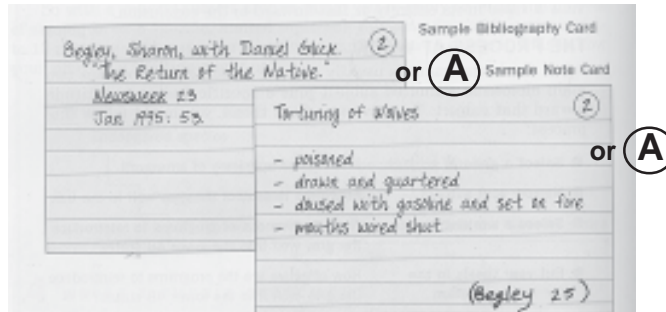 Sample Bibliography Card
Begley, Sharon, with Daniel Glick. 2
"The Return of the Native."
Newsweek 23
Jan. 1995: 53.
or A
Sample Note Card
Torturing of Wolves 2
or A
- poisoned
- drawn and quartered
- doused with gasoline and set on fire
- mouths wired shut
(Begley 25)